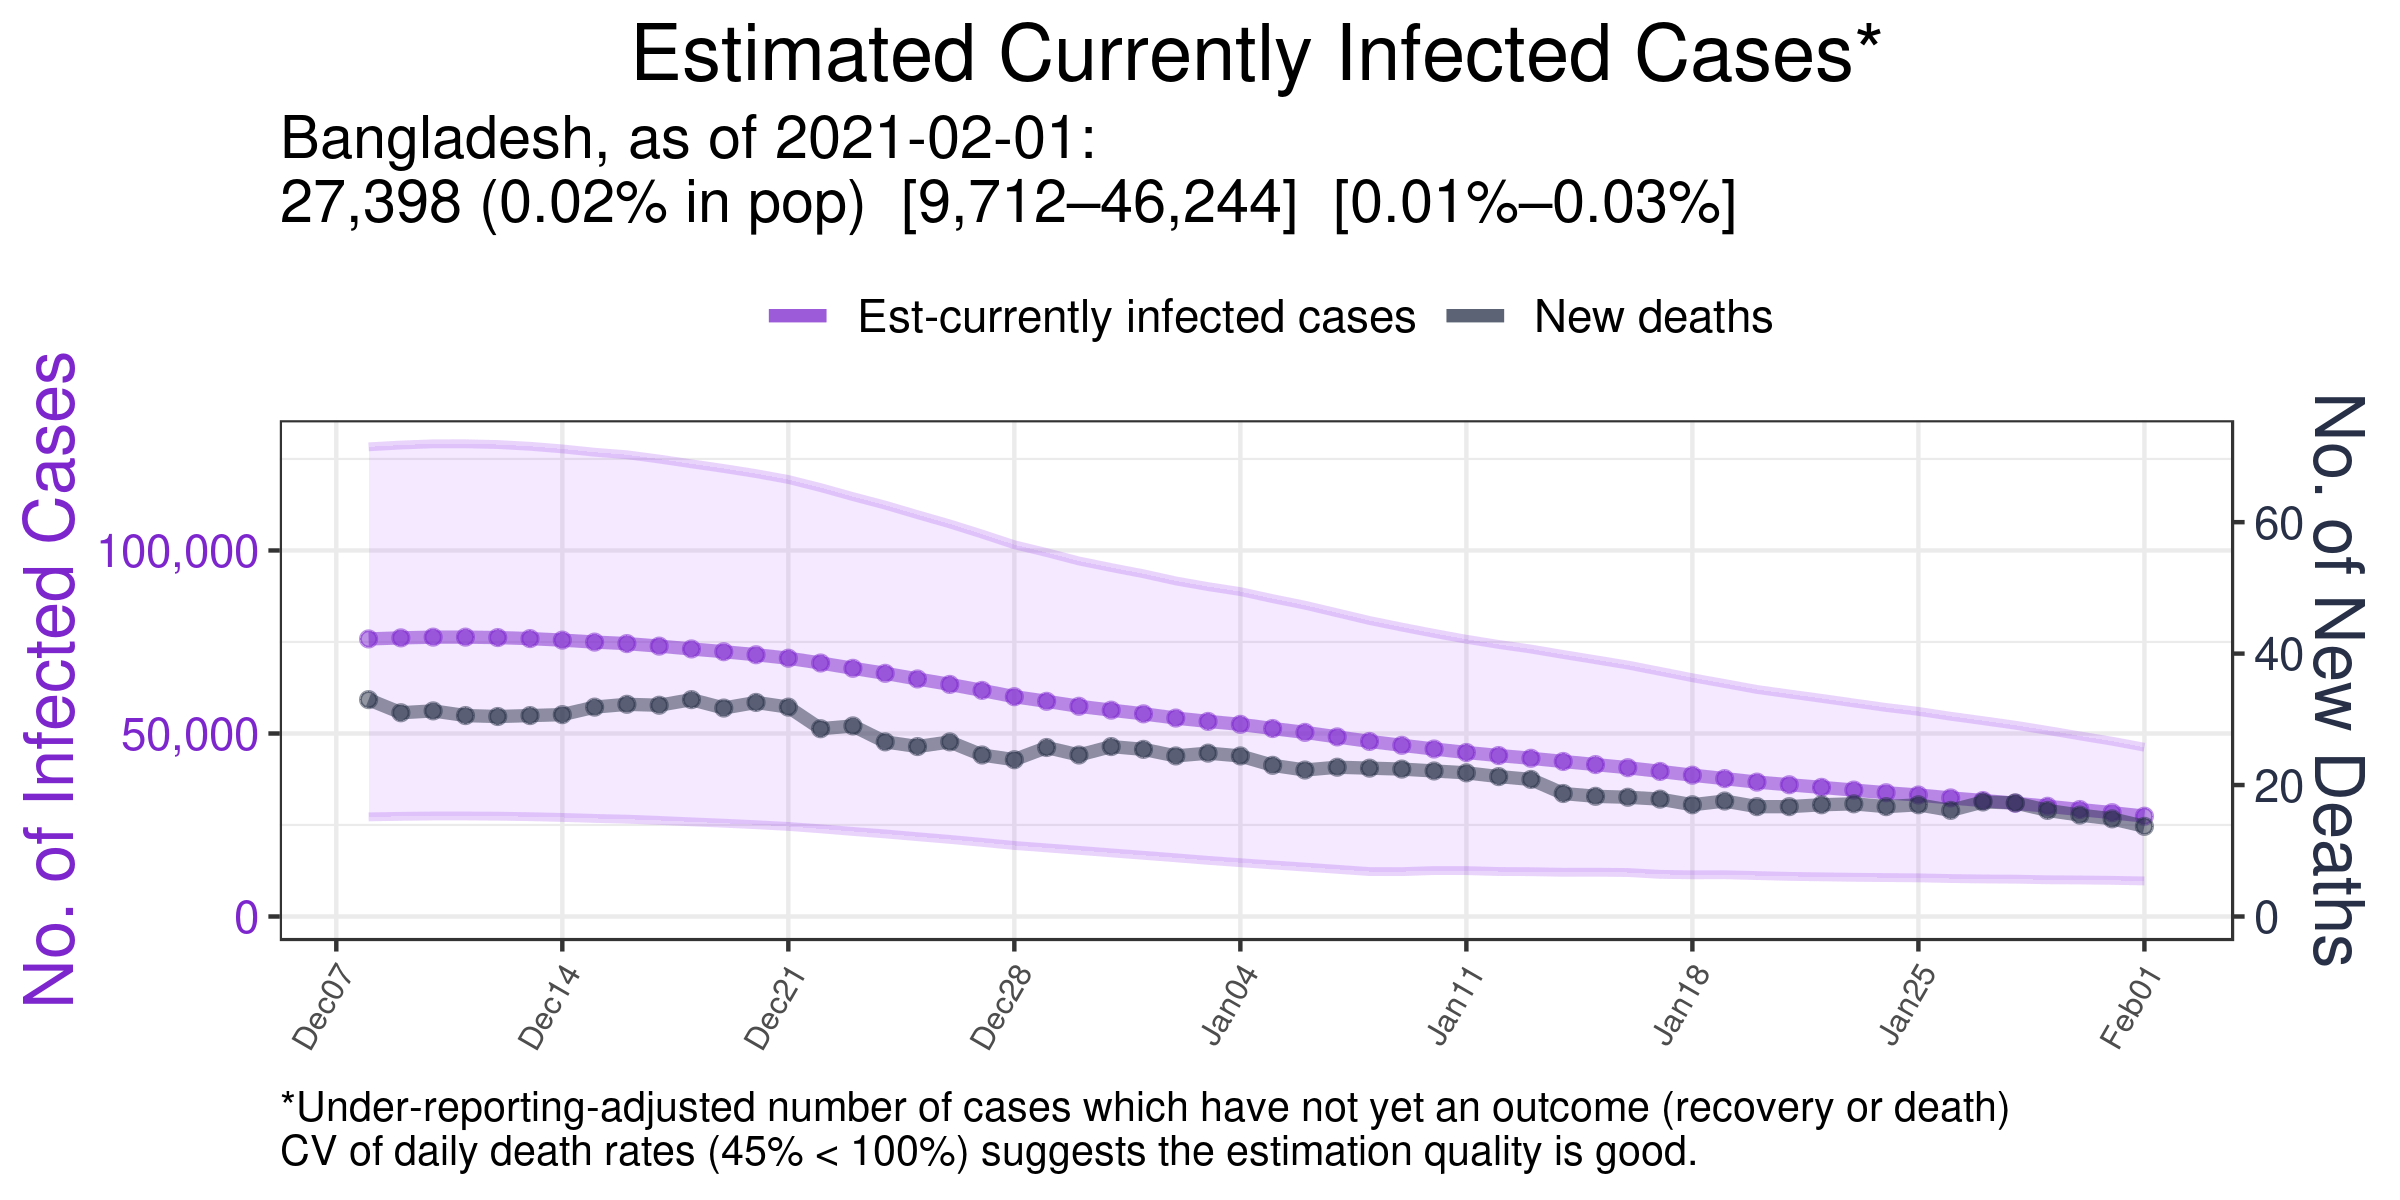 Estimated Currently Infected Cases*
Bangladesh, as of 2021-02-01:
27,398 (0.02% in pop)  [9,712–46,244]  [0.01%–0.03%]
Est-currently infected cases New deaths
No. of Infected Cases
100,000
50,000
0
No. of New Deaths
60
40
20
0
Dec07 Dec14 Dec21 Dec28 Jan04 Jan11 Jan18 Jan25 Feb01
*Under-reporting-adjusted number of cases which have not yet an outcome (recovery or death)
CV of daily death rates (45% < 100%) suggests the estimation quality is good.